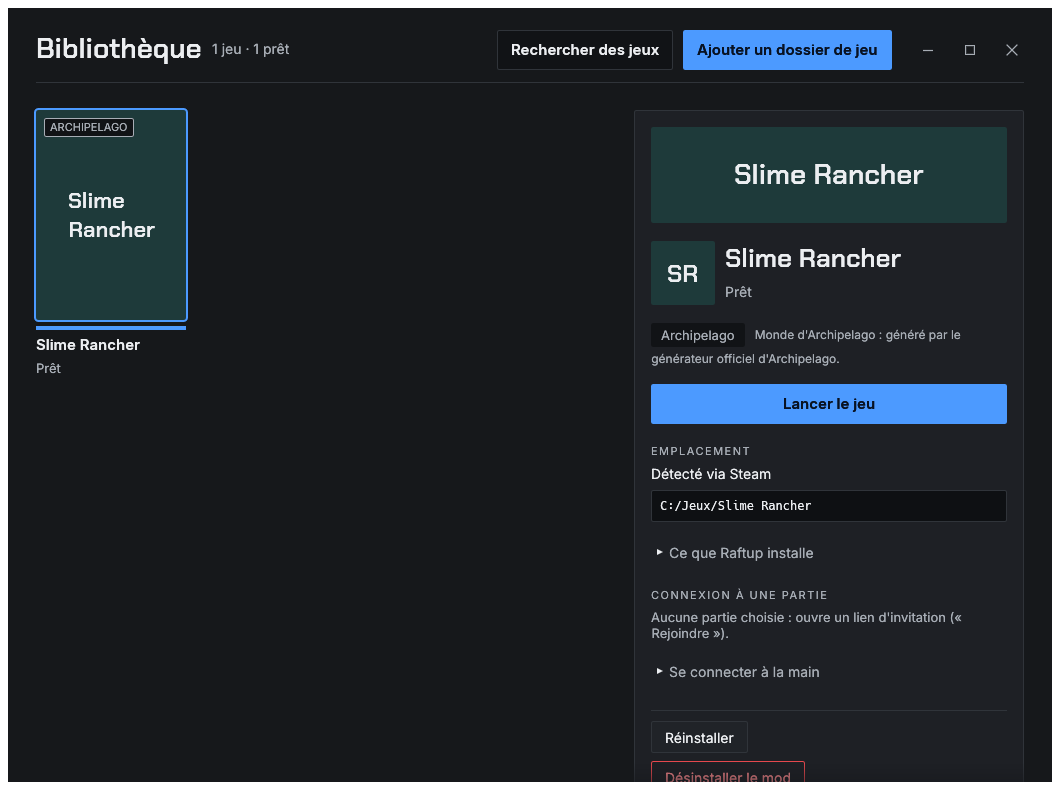 Bibliothèque 1 jeu · 1 prêt
Rechercher des jeux
Ajouter un dossier de jeu
ARCHIPELAGO
Slime
Rancher
Slime Rancher
Prêt
Slime Rancher
SR
Slime Rancher
Prêt
Archipelago Monde d'Archipelago : généré par le
générateur officiel d'Archipelago.
Lancer le jeu
EMPLACEMENT
Détecté via Steam
C:/Jeux/Slime Rancher
Ce que Raftup installe
CONNEXION À UNE PARTIE
Aucune partie choisie : ouvre un lien d'invitation («
Rejoindre »).
Se connecter à la main
Réinstaller
Désinstaller le mod